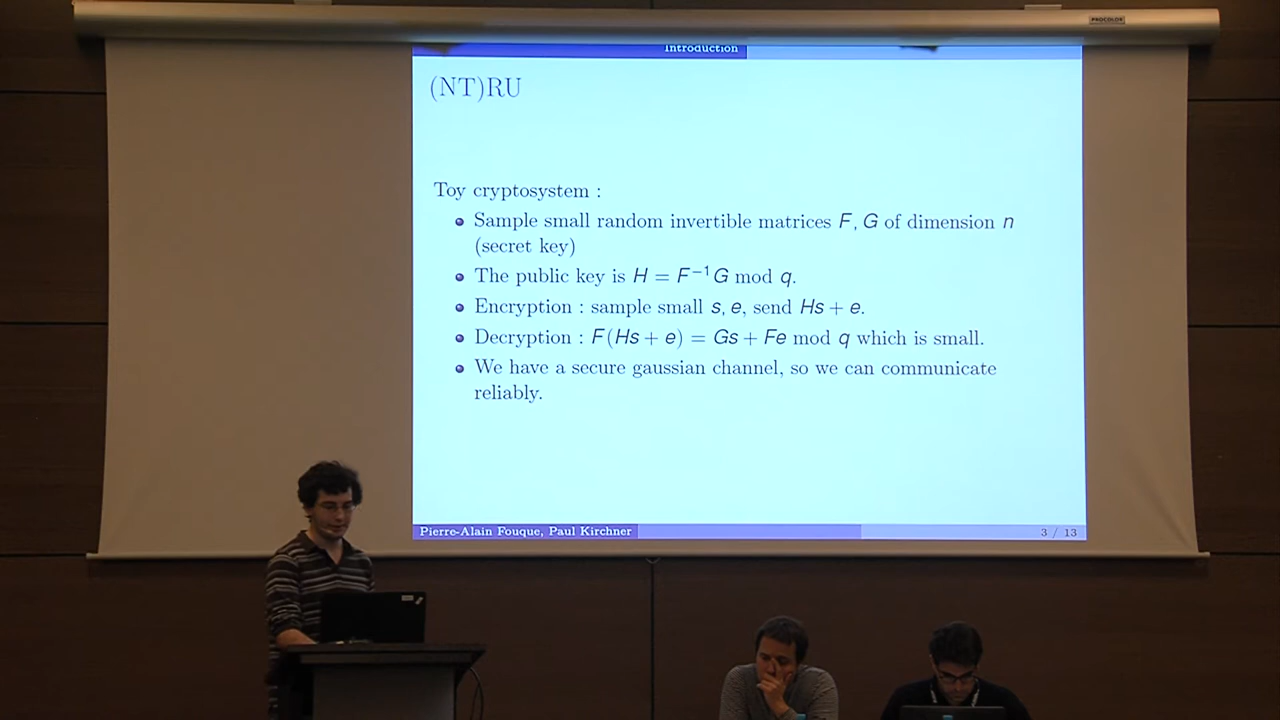 PROCOLOR
Introduction
(NT)RU
Toy cryptosystem :
Sample small random invertible matrices F, G of dimension n
(secret key)
The public key is H = F⁻¹G mod q.
Encryption : sample small s, e, send Hs + e.
Decryption : F(Hs + e) = Gs + Fe mod q which is small.
We have a secure gaussian channel, so we can communicate
reliably.
Pierre-Alain Fouque, Paul Kirchner
3 / 13